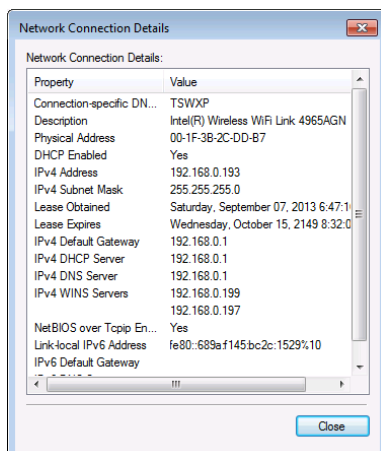 Network Connection Details
Network Connection Details:
Property Value
Connection-specific DN... TSWXP
Description Intel(R) Wireless WiFi Link 4965AGN
Physical Address 00-1F-3B-2C-DD-B7
DHCP Enabled Yes
IPv4 Address 192.168.0.193
IPv4 Subnet Mask 255.255.255.0
Lease Obtained Saturday, September 07, 2013 6:47:1
Lease Expires Wednesday, October 15, 2149 8:32:0
IPv4 Default Gateway 192.168.0.1
IPv4 DHCP Server 192.168.0.1
IPv4 DNS Server 192.168.0.1
IPv4 WINS Servers 192.168.0.199
192.168.0.197
NetBIOS over Tcpip En... Yes
Link-local IPv6 Address fe80::689a:f145:bc2c:1529%10
IPv6 Default Gateway
Close